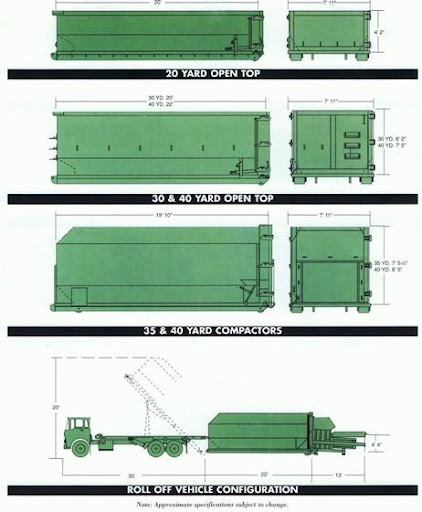 20'
7' 11"
4' 2"
20 YARD OPEN TOP
30 YD. 20'
40 YD. 22'
7' 11"
30 YD. 6' 2"
40 YD. 7' 5"
30 & 40 YARD OPEN TOP
19' 10"
7' 11"
35 YD. 7' 5½"
40 YD. 8' 5"
35 & 40 YARD COMPACTORS
20'
4' 4"
35'
22'
13'
ROLL OFF VEHICLE CONFIGURATION
Note: Approximate specifications subject to change.